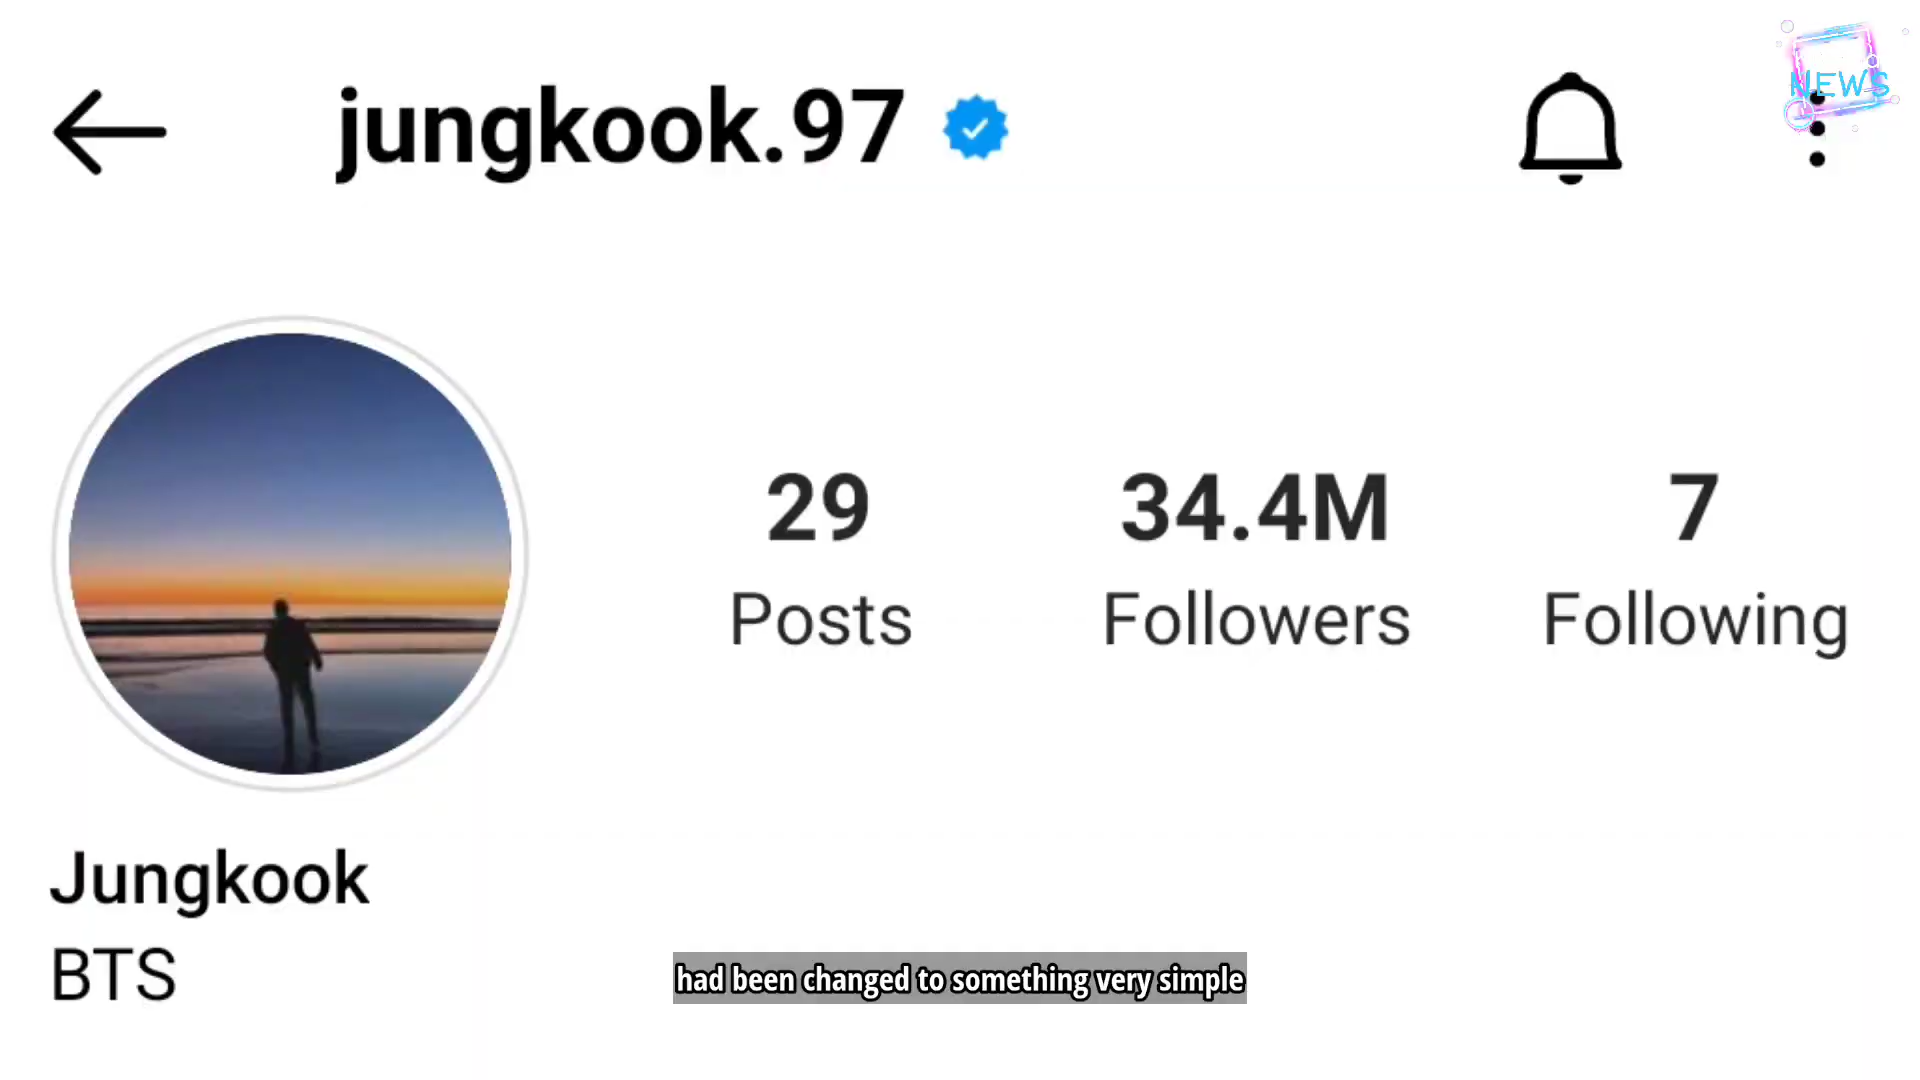 jungkook.97
NEWS
29
34.4M
7
Posts
Followers
Following
Jungkook
BTS
had been changed to something very simple